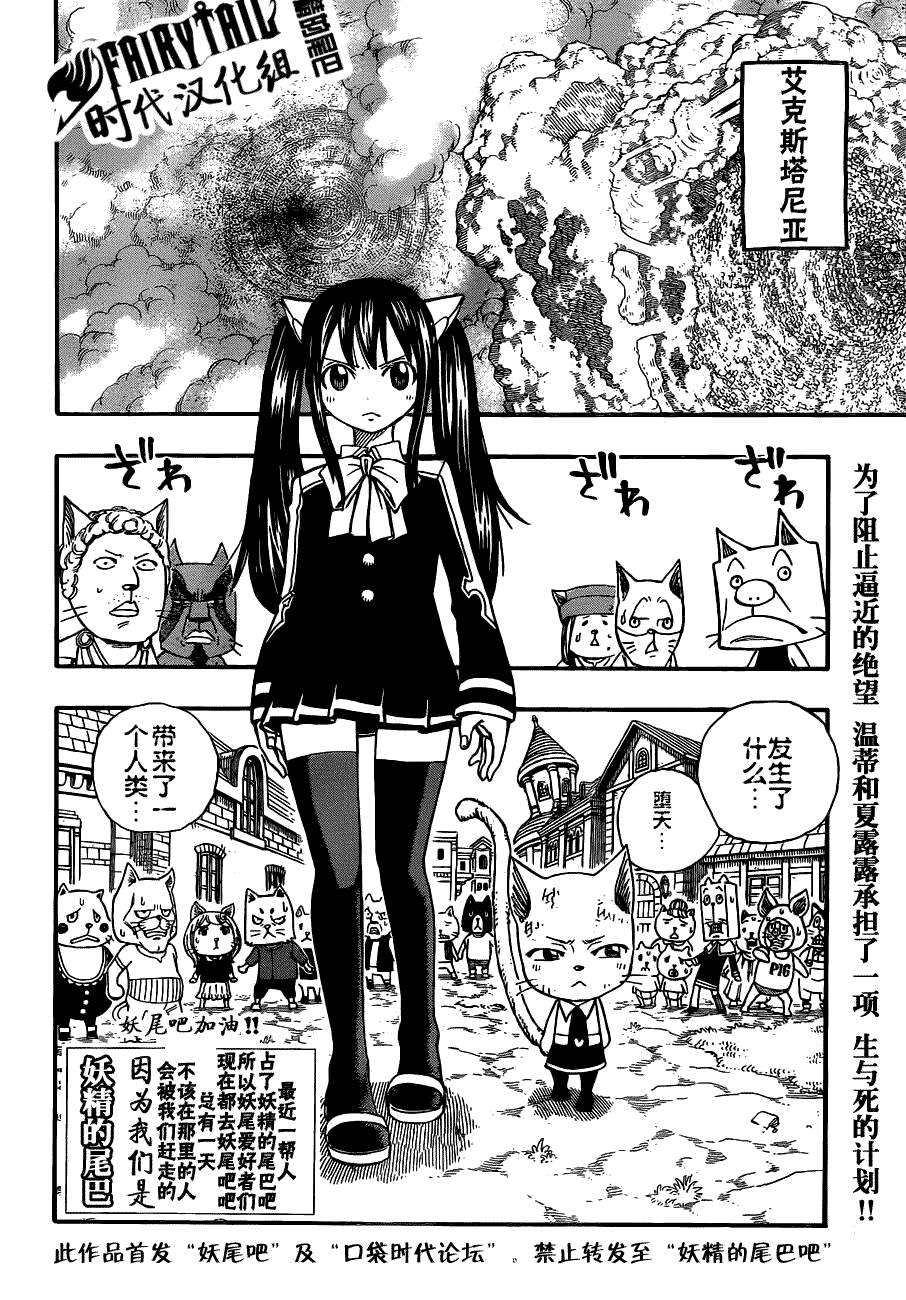 FAIRY TAIL
妖精的尾巴
时代汉化组
艾克斯塔尼亚
ざわ
ざわ
ざわ
为了阻止逼近的绝望 温蒂和夏露露承担了一项 生与死的计划!!
发生了
什么…
堕
天…
带来了一
个人类…
PIG
妖尾吧加油!!
最近一帮人
占了妖精的尾巴吧
所以妖尾爱好者们
现在都去妖尾吧吧
总有一天
不该在那里的人
会被我们赶走的
因为我们是
妖精的尾巴
此作品首发“妖尾吧”及“口袋时代论坛”。禁止转发至“妖精的尾巴吧”